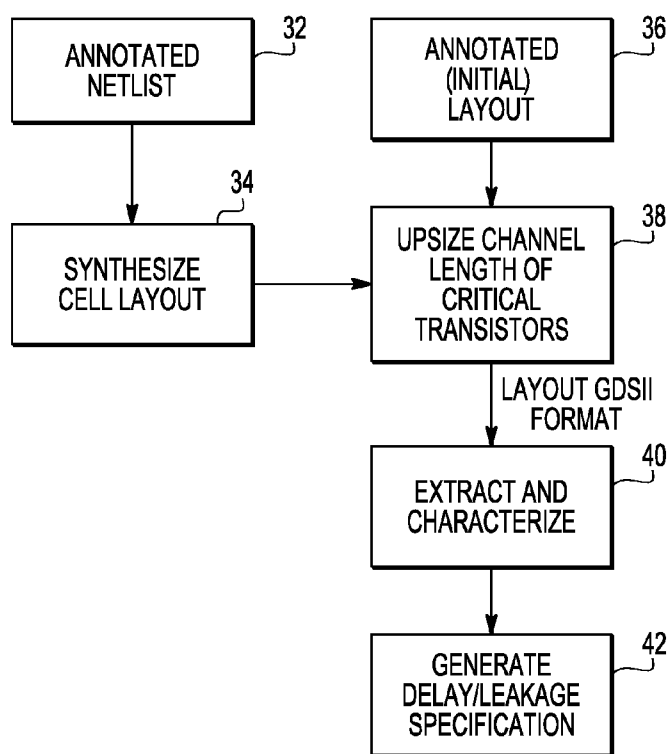 32
ANNOTATED
NETLIST
36
ANNOTATED
(INITIAL)
LAYOUT
34
SYNTHESIZE
CELL LAYOUT
38
UPSIZE CHANNEL
LENGTH OF
CRITICAL
TRANSISTORS
LAYOUT GDSII
FORMAT
40
EXTRACT AND
CHARACTERIZE
42
GENERATE
DELAY/LEAKAGE
SPECIFICATION